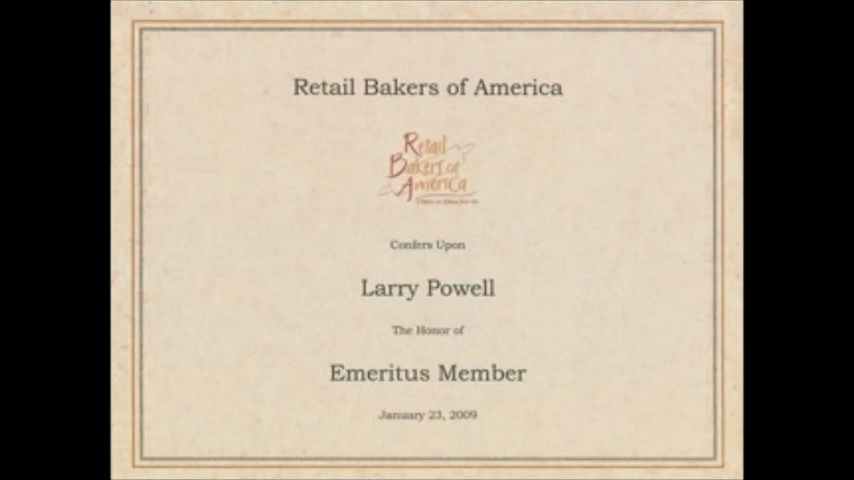 Retail Bakers of America
Retail
Bakers of
America
Confers Upon
Larry Powell
The Honor of
Emeritus Member
January 23, 2009